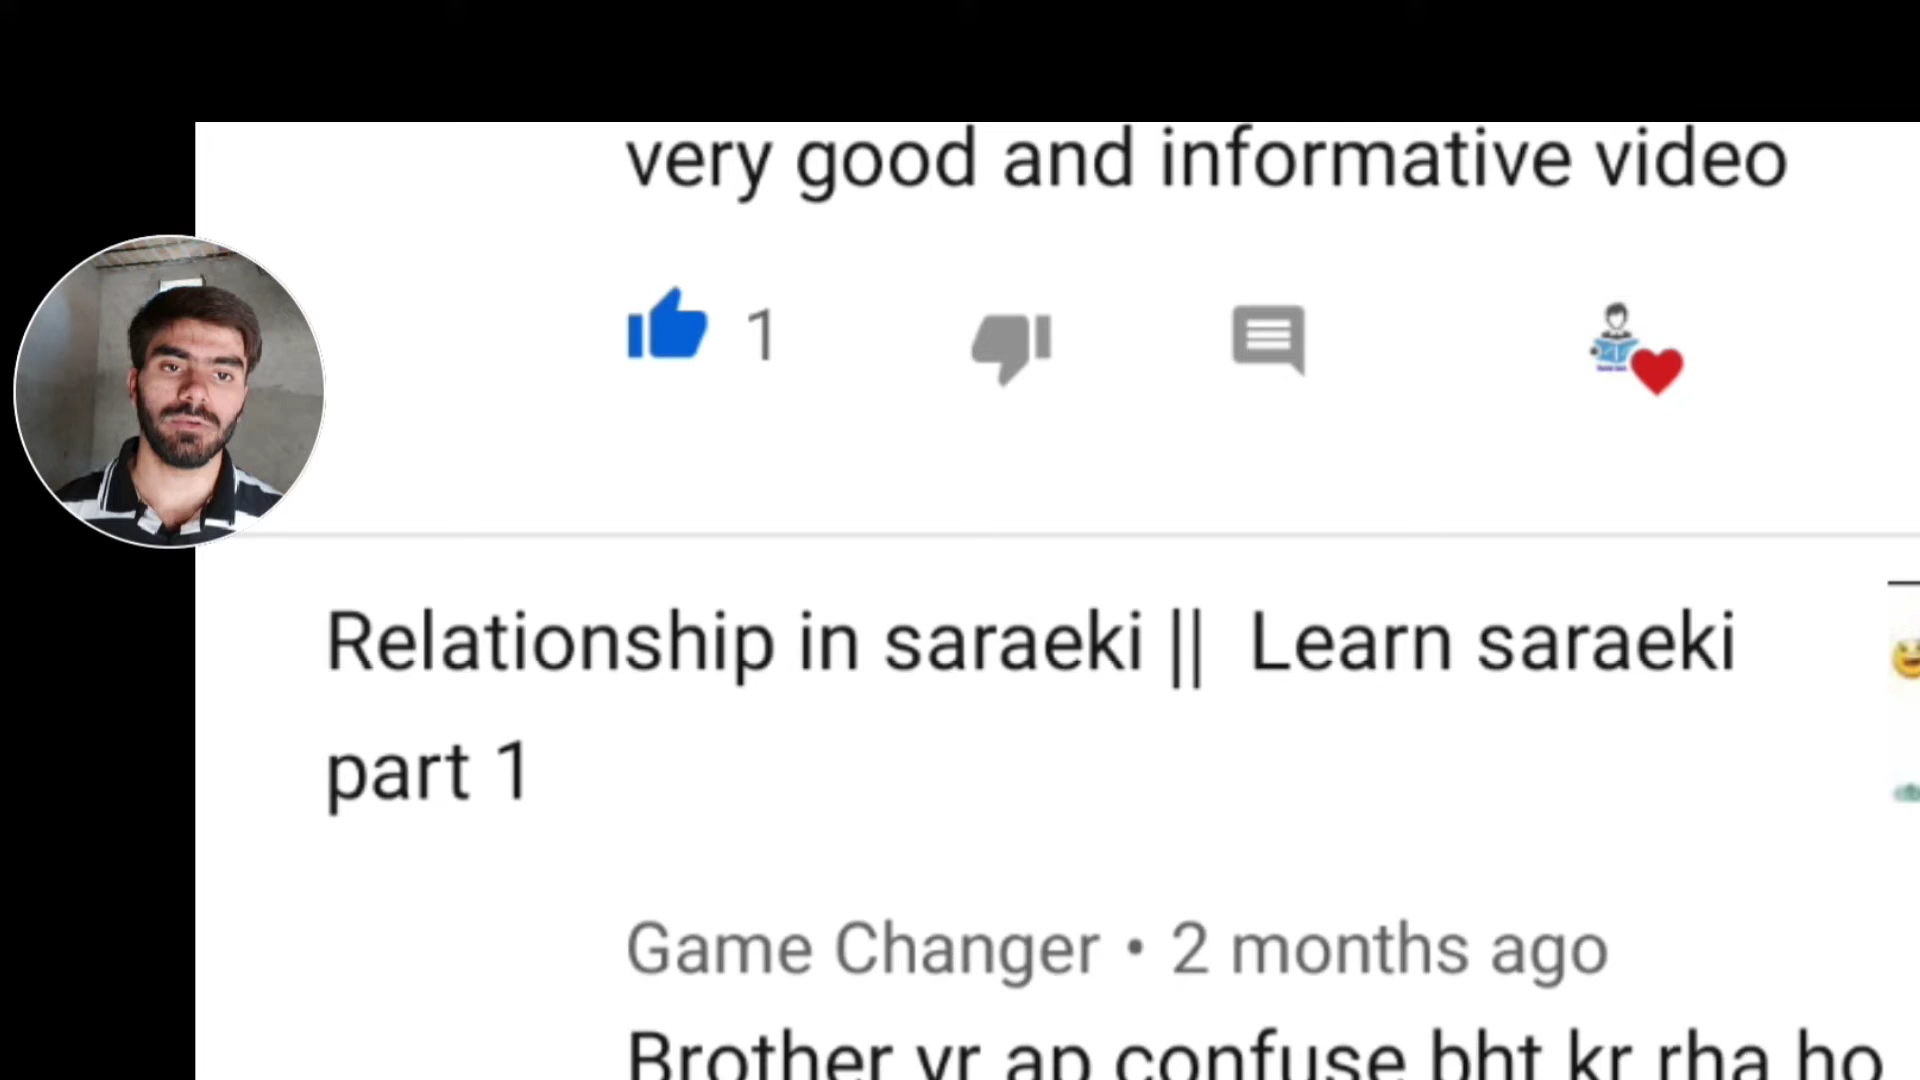 very good and informative video
1
Relationship in saraeki || Learn saraeki
part 1
Game Changer • 2 months ago
Brother yr ap confuse bht kr rha ho